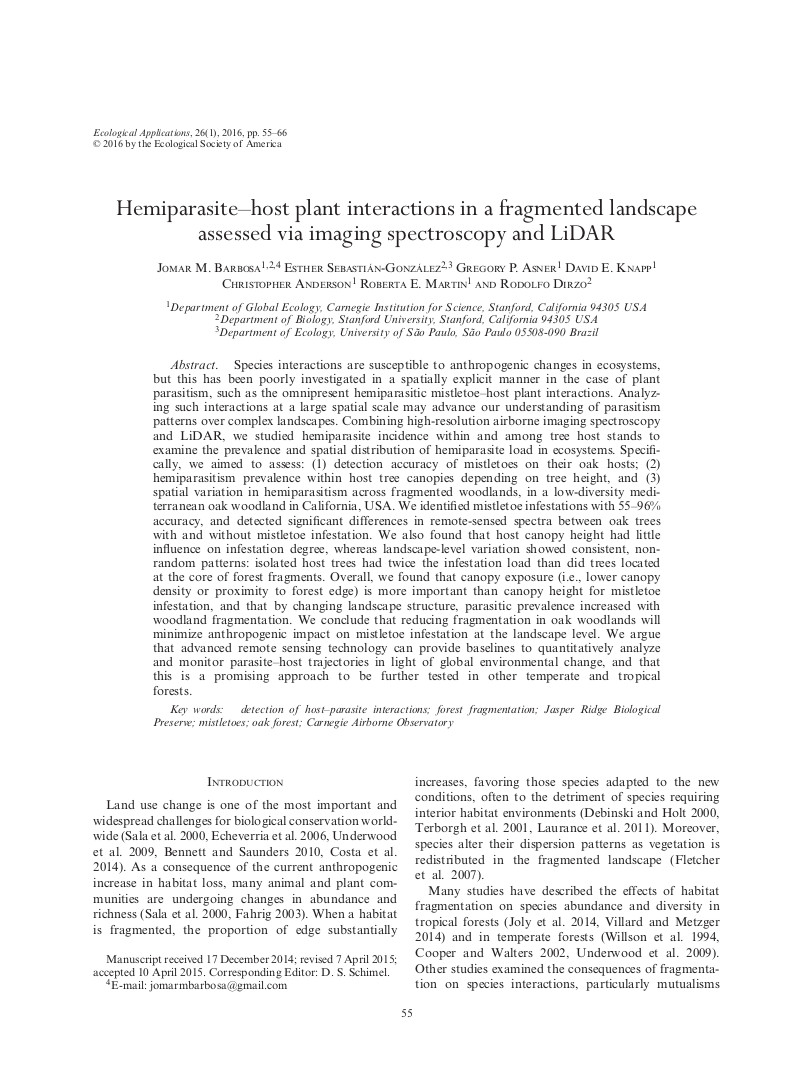 Ecological Applications, 26(1), 2016, pp. 55–66
© 2016 by the Ecological Society of America
Hemiparasite–host plant interactions in a fragmented landscape
assessed via imaging spectroscopy and LiDAR
Jomar M. Barbosa1,2,4 Esther Sebastián-González2,3 Gregory P. Asner1 David E. Knapp1
Christopher Anderson1 Roberta E. Martin1 and Rodolfo Dirzo2
1Department of Global Ecology, Carnegie Institution for Science, Stanford, California 94305 USA
2Department of Biology, Stanford University, Stanford, California 94305 USA
3Department of Ecology, University of São Paulo, São Paulo 05508-090 Brazil
Abstract. Species interactions are susceptible to anthropogenic changes in ecosystems,
but this has been poorly investigated in a spatially explicit manner in the case of plant
parasitism, such as the omnipresent hemiparasitic mistletoe–host plant interactions. Analyz-
ing such interactions at a large spatial scale may advance our understanding of parasitism
patterns over complex landscapes. Combining high-resolution airborne imaging spectroscopy
and LiDAR, we studied hemiparasite incidence within and among tree host stands to
examine the prevalence and spatial distribution of hemiparasite load in ecosystems. Specifi-
cally, we aimed to assess: (1) detection accuracy of mistletoes on their oak hosts; (2)
hemiparasitism prevalence within host tree canopies depending on tree height, and (3)
spatial variation in hemiparasitism across fragmented woodlands, in a low-diversity medi-
terranean oak woodland in California, USA. We identified mistletoe infestations with 55–96%
accuracy, and detected significant differences in remote-sensed spectra between oak trees
with and without mistletoe infestation. We also found that host canopy height had little
influence on infestation degree, whereas landscape-level variation showed consistent, non-
random patterns: isolated host trees had twice the infestation load than did trees located
at the core of forest fragments. Overall, we found that canopy exposure (i.e., lower canopy
density or proximity to forest edge) is more important than canopy height for mistletoe
infestation, and that by changing landscape structure, parasitic prevalence increased with
woodland fragmentation. We conclude that reducing fragmentation in oak woodlands will
minimize anthropogenic impact on mistletoe infestation at the landscape level. We argue
that advanced remote sensing technology can provide baselines to quantitatively analyze
and monitor parasite–host trajectories in light of global environmental change, and that
this is a promising approach to be further tested in other temperate and tropical
forests.
Key words: detection of host–parasite interactions; forest fragmentation; Jasper Ridge Biological
Preserve; mistletoes; oak forest; Carnegie Airborne Observatory
Introduction
Land use change is one of the most important and
widespread challenges for biological conservation world-
wide (Sala et al. 2000, Echeverria et al. 2006, Underwood
et al. 2009, Bennett and Saunders 2010, Costa et al.
2014). As a consequence of the current anthropogenic
increase in habitat loss, many animal and plant com-
munities are undergoing changes in abundance and
richness (Sala et al. 2000, Fahrig 2003). When a habitat
is fragmented, the proportion of edge substantially
Manuscript received 17 December 2014; revised 7 April 2015;
accepted 10 April 2015. Corresponding Editor: D. S. Schimel.
4E-mail: jomarmbarbosa@gmail.com
increases, favoring those species adapted to the new
conditions, often to the detriment of species requiring
interior habitat environments (Debinski and Holt 2000,
Terborgh et al. 2001, Laurance et al. 2011). Moreover,
species alter their dispersion patterns as vegetation is
redistributed in the fragmented landscape (Fletcher
et al. 2007).
Many studies have described the effects of habitat
fragmentation on species abundance and diversity in
tropical forests (Joly et al. 2014, Villard and Metzger
2014) and in temperate forests (Willson et al. 1994,
Cooper and Walters 2002, Underwood et al. 2009).
Other studies examined the consequences of fragmenta-
tion on species interactions, particularly mutualisms
55